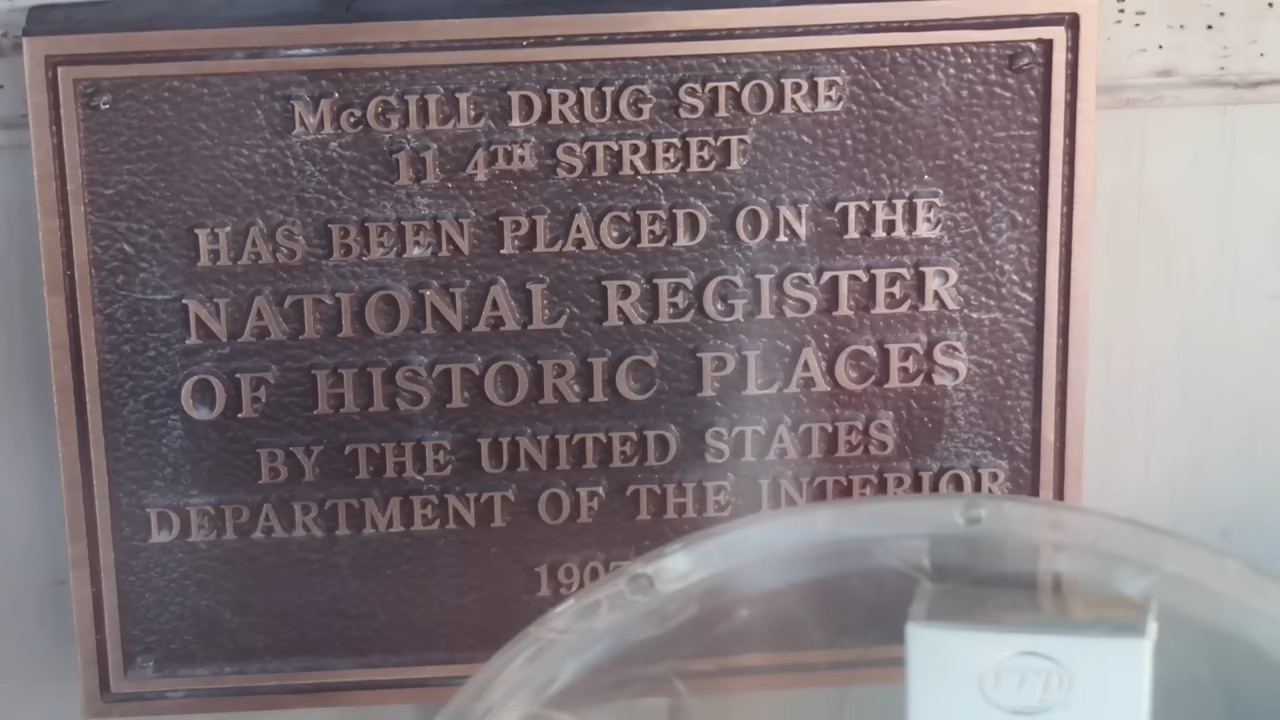 McGILL DRUG STORE
11 4TH STREET
HAS BEEN PLACED ON THE
NATIONAL REGISTER
OF HISTORIC PLACES
BY THE UNITED STATES
DEPARTMENT OF THE INTERIOR
1907